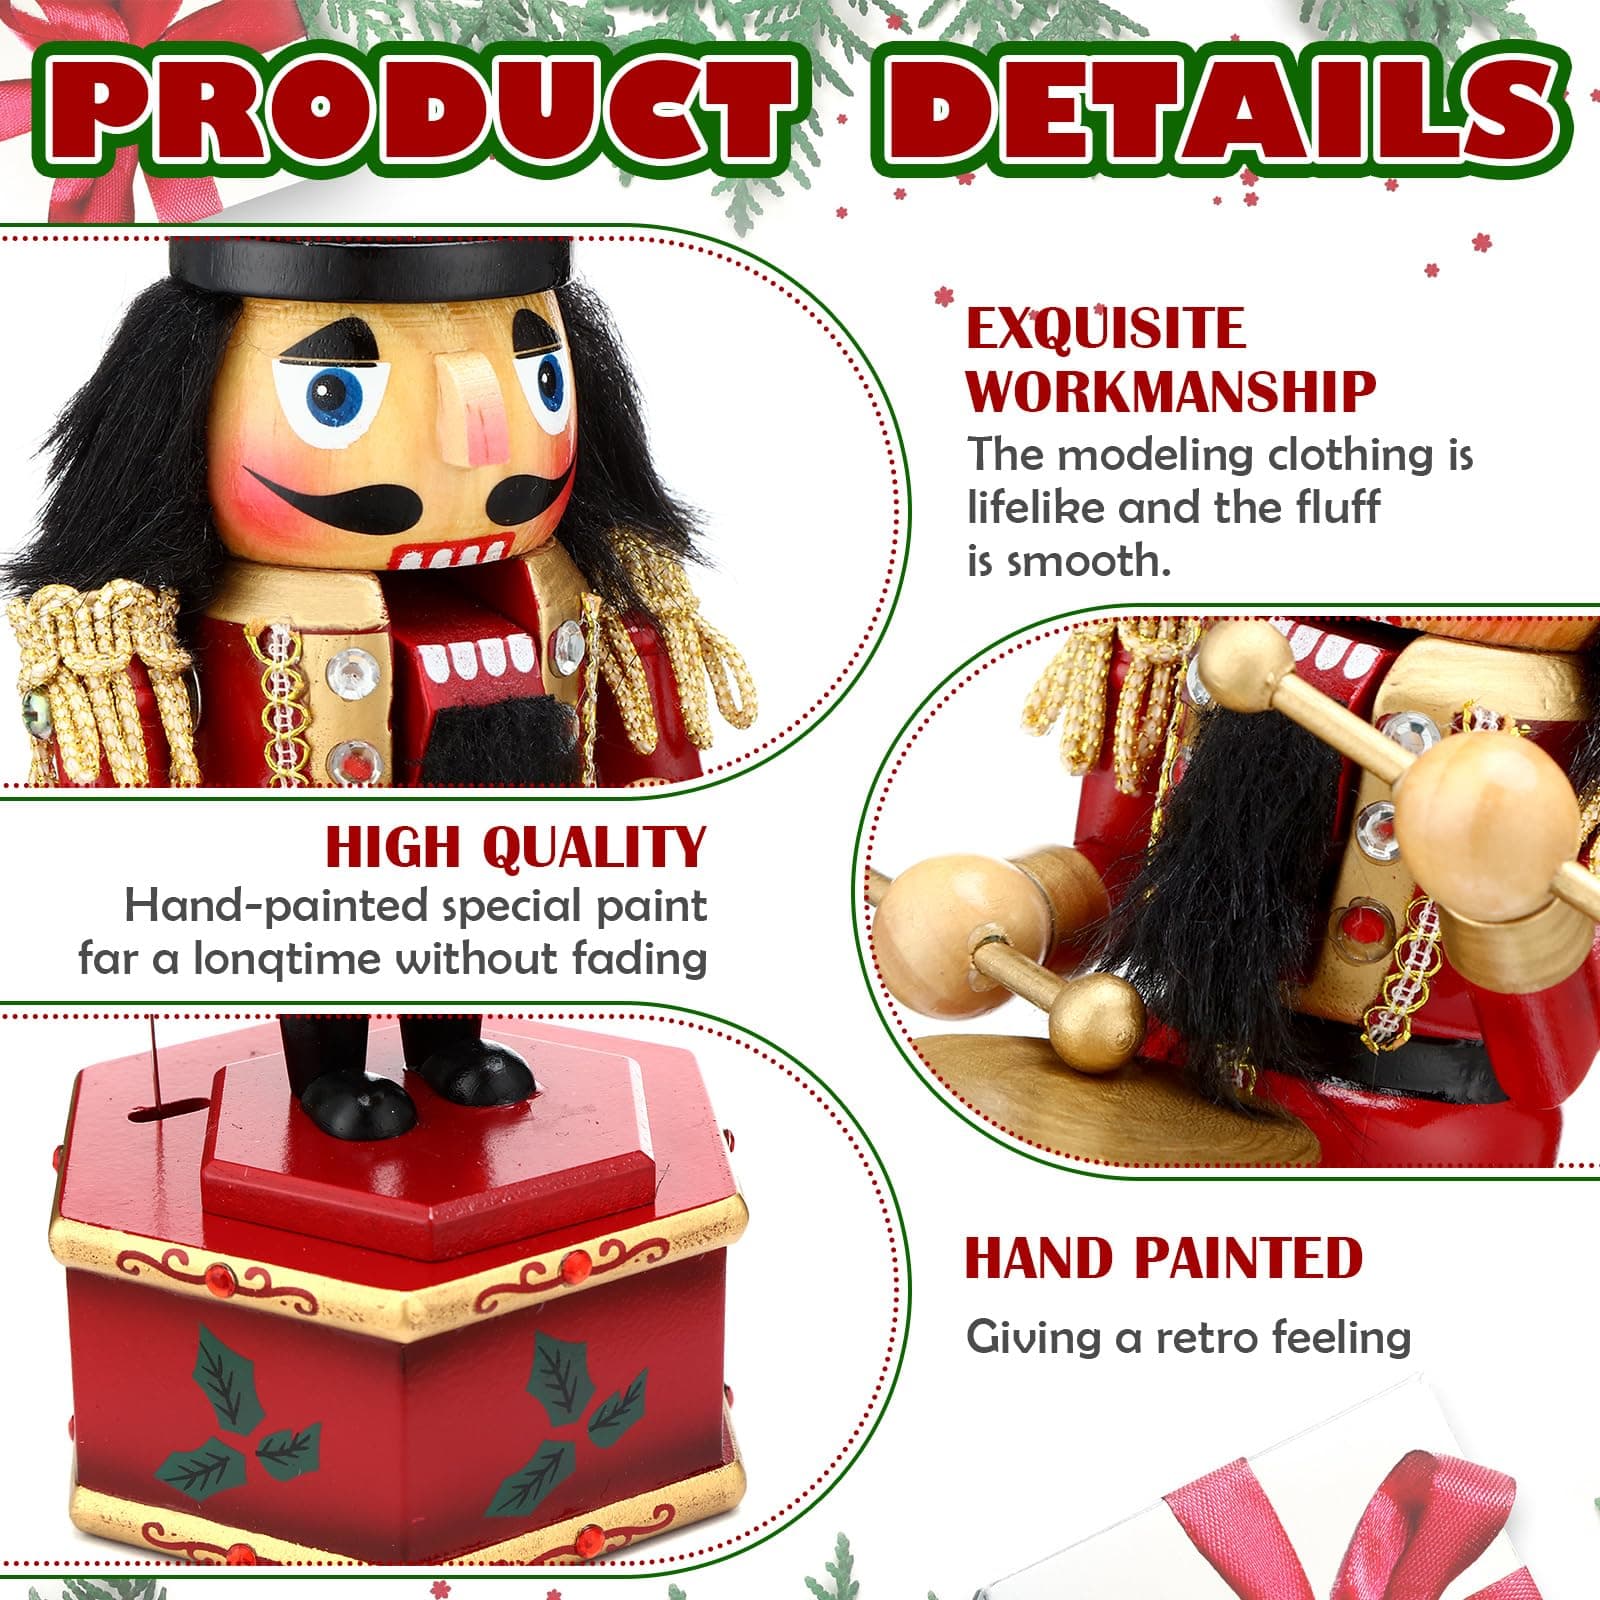 PRODUCT DETAILS
EXQUISITE
WORKMANSHIP
The modeling clothing is
lifelike and the fluff
is smooth.
HIGH QUALITY
Hand-painted special paint
far a longtime without fading
HAND PAINTED
Giving a retro feeling